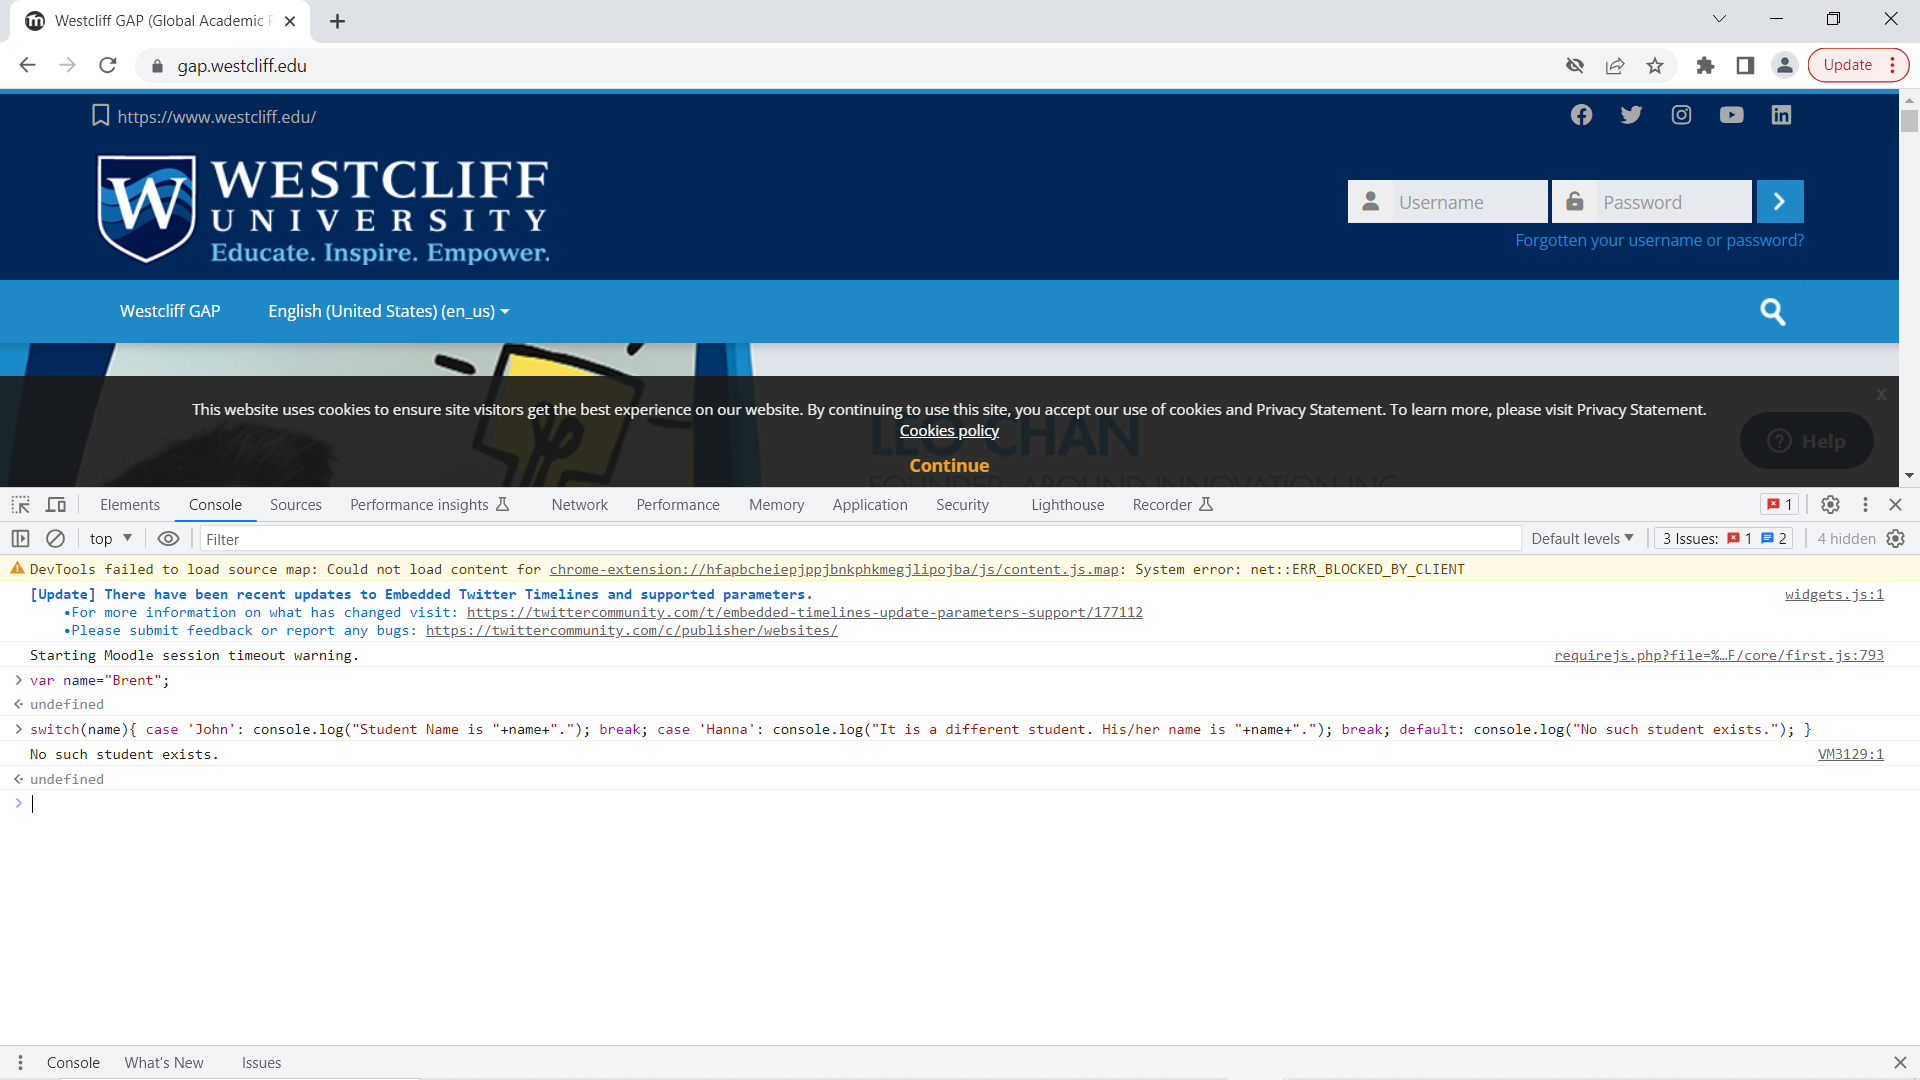 Westcliff GAP (Global Academic P
gap.westcliff.edu
Update
https://www.westcliff.edu/
W
WESTCLIFF
UNIVERSITY
Educate. Inspire. Empower.
Username
Password
Forgotten your username or password?
Westcliff GAP
English (United States) (en_us)
This website uses cookies to ensure site visitors get the best experience on our website. By continuing to use this site, you accept our use of cookies and Privacy Statement. To learn more, please visit Privacy Statement.
x
Cookies policy
LEO CHAN
Help
Continue
FOUNDER, AROUND INNOVATION INC
Elements Console Sources Performance insights Network Performance Memory Application Security Lighthouse Recorder 1
top Filter Default levels 3 Issues: 1 2 4 hidden
DevTools failed to load source map: Could not load content for chrome-extension://hfapbcheiepjppjbnkphkmegjlipojba/js/content.js.map: System error: net::ERR_BLOCKED_BY_CLIENT
[Update] There have been recent updates to Embedded Twitter Timelines and supported parameters. widgets.js:1
•For more information on what has changed visit: https://twittercommunity.com/t/embedded-timelines-update-parameters-support/177112
•Please submit feedback or report any bugs: https://twittercommunity.com/c/publisher/websites/
Starting Moodle session timeout warning. requirejs.php?file=%…F/core/first.js:793
> var name="Brent";
undefined
> switch(name){ case 'John': console.log("Student Name is "+name+"."); break; case 'Hanna': console.log("It is a different student. His/her name is "+name+"."); break; default: console.log("No such student exists."); }
No such student exists. VM3129:1
undefined
>
Console What's New Issues